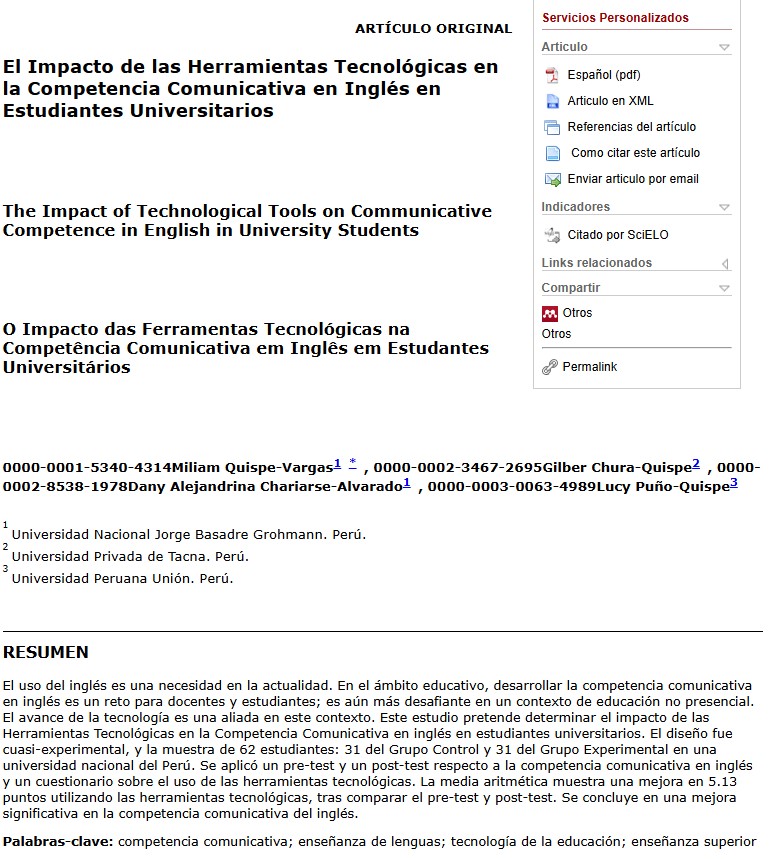 ARTÍCULO ORIGINAL
El Impacto de las Herramientas Tecnológicas en
la Competencia Comunicativa en Inglés en
Estudiantes Universitarios
The Impact of Technological Tools on Communicative
Competence in English in University Students
O Impacto das Ferramentas Tecnológicas na
Competência Comunicativa em Inglês em Estudantes
Universitários
Servicios Personalizados
Articulo
Español (pdf)
Articulo en XML
Referencias del artículo
Como citar este artículo
Enviar articulo por email
Indicadores
Citado por SciELO
Links relacionados
Compartir
Otros
Otros
Permalink
0000-0001-5340-4314Miliam Quispe-Vargas1 * , 0000-0002-3467-2695Gilber Chura-Quispe2 , 0000-
0002-8538-1978Dany Alejandrina Chariarse-Alvarado1 , 0000-0003-0063-4989Lucy Puño-Quispe3
1 Universidad Nacional Jorge Basadre Grohmann. Perú.
2 Universidad Privada de Tacna. Perú.
3 Universidad Peruana Unión. Perú.
RESUMEN
El uso del inglés es una necesidad en la actualidad. En el ámbito educativo, desarrollar la competencia comunicativa
en inglés es un reto para docentes y estudiantes; es aún más desafiante en un contexto de educación no presencial.
El avance de la tecnología es una aliada en este contexto. Este estudio pretende determinar el impacto de las
Herramientas Tecnológicas en la Competencia Comunicativa en inglés en estudiantes universitarios. El diseño fue
cuasi-experimental, y la muestra de 62 estudiantes: 31 del Grupo Control y 31 del Grupo Experimental en una
universidad nacional del Perú. Se aplicó un pre-test y un post-test respecto a la competencia comunicativa en inglés
y un cuestionario sobre el uso de las herramientas tecnológicas. La media aritmética muestra una mejora en 5.13
puntos utilizando las herramientas tecnológicas, tras comparar el pre-test y post-test. Se concluye en una mejora
significativa en la competencia comunicativa del inglés.
Palabras-clave: competencia comunicativa; enseñanza de lenguas; tecnología de la educación; enseñanza superior